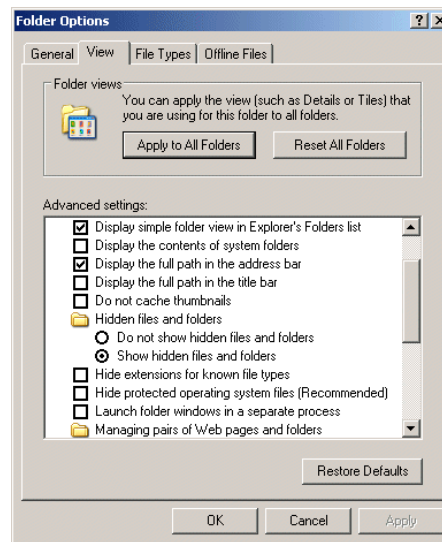 Folder Options
General View File Types Offline Files
Folder views
You can apply the view (such as Details or Tiles) that
you are using for this folder to all folders.
Apply to All Folders Reset All Folders
Advanced settings:
Display simple folder view in Explorer's Folders list
Display the contents of system folders
Display the full path in the address bar
Display the full path in the title bar
Do not cache thumbnails
Hidden files and folders
Do not show hidden files and folders
Show hidden files and folders
Hide extensions for known file types
Hide protected operating system files (Recommended)
Launch folder windows in a separate process
Managing pairs of Web pages and folders
Restore Defaults
OK Cancel Apply